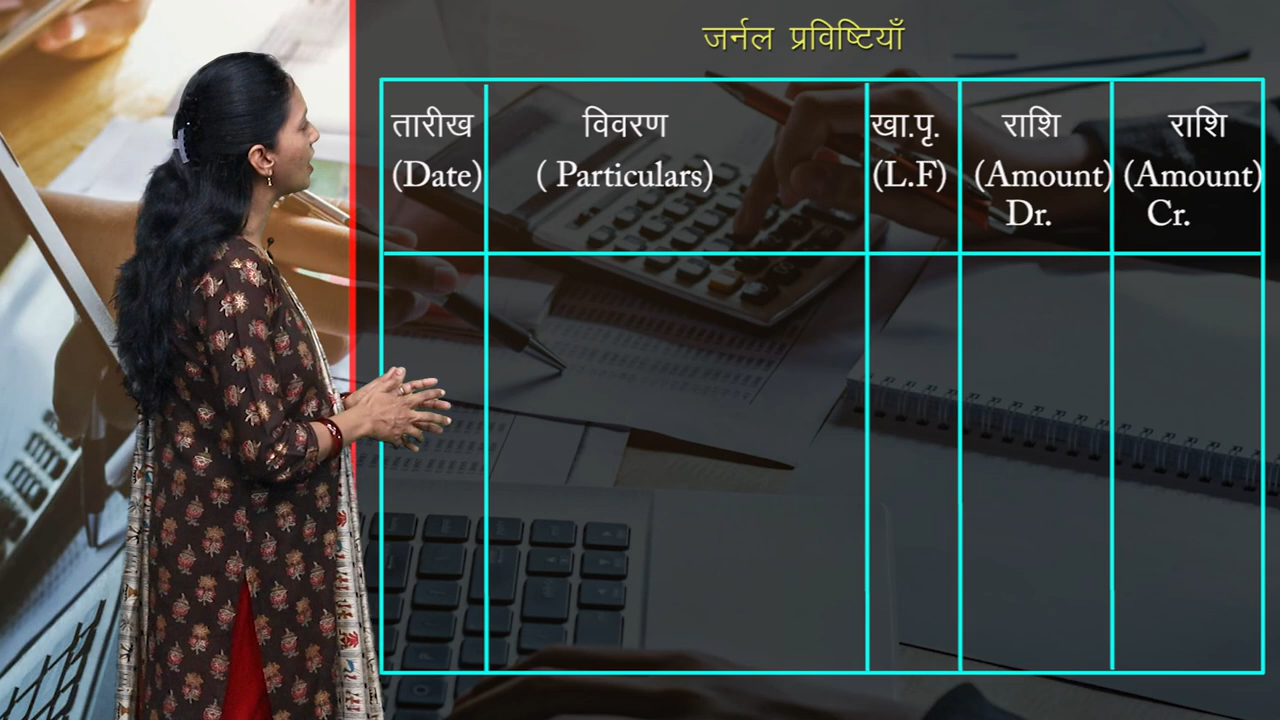 जर्नल प्रविष्टियाँ
तारीख
(Date)
विवरण
( Particulars)
खा.पृ.
(L.F)
राशि
(Amount)
Dr.
राशि
(Amount)
Cr.